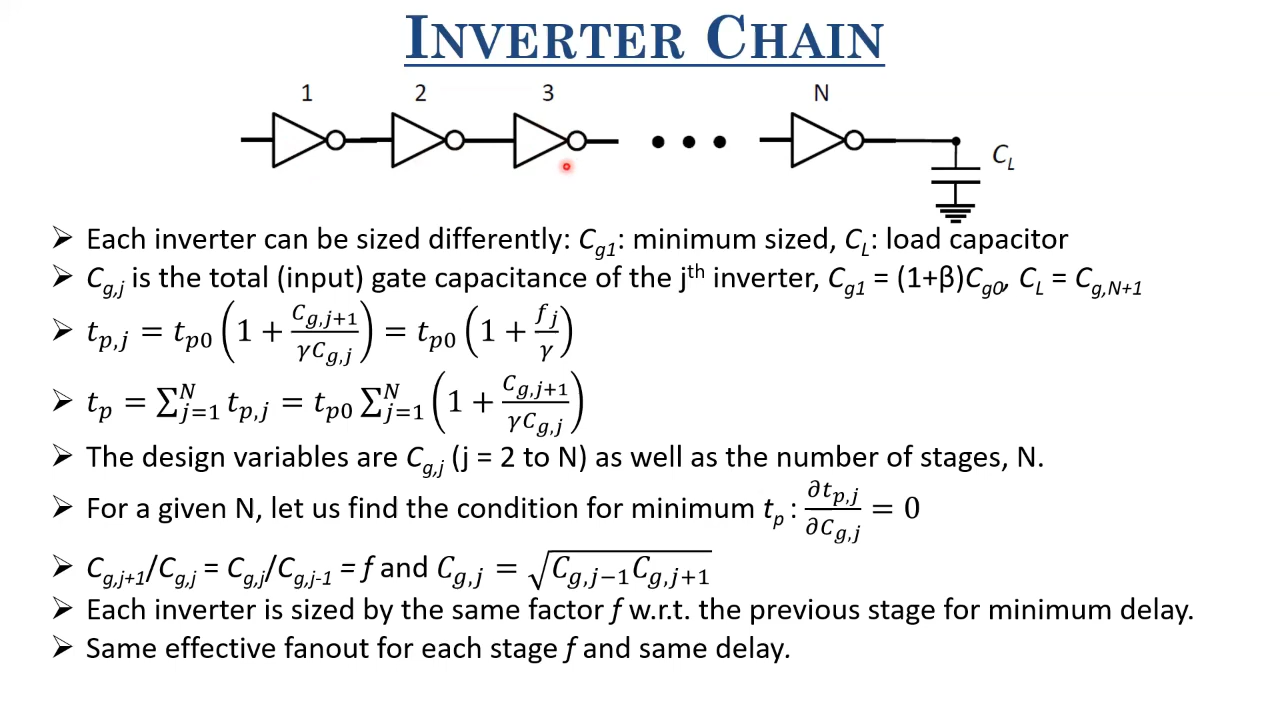 INVERTER CHAIN
1 2 3 N
C_L
➢ Each inverter can be sized differently: C_g1: minimum sized, C_L: load capacitor
➢ C_g,j is the total (input) gate capacitance of the j^th inverter, C_g1 = (1+β)C_g0, C_L = C_g,N+1
➢ t_p,j = t_p0 (1 + C_g,j+1 / γC_g,j) = t_p0 (1 + f_j / γ)
➢ t_p = ∑_{j=1}^{N} t_p,j = t_p0 ∑_{j=1}^{N} (1 + C_g,j+1 / γC_g,j)
➢ The design variables are C_g,j (j = 2 to N) as well as the number of stages, N.
➢ For a given N, let us find the condition for minimum t_p : ∂t_p,j / ∂C_g,j = 0
➢ C_g,j+1/C_g,j = C_g,j/C_g,j-1 = f and C_g,j = √(C_g,j−1 C_g,j+1)
➢ Each inverter is sized by the same factor f w.r.t. the previous stage for minimum delay.
➢ Same effective fanout for each stage f and same delay.